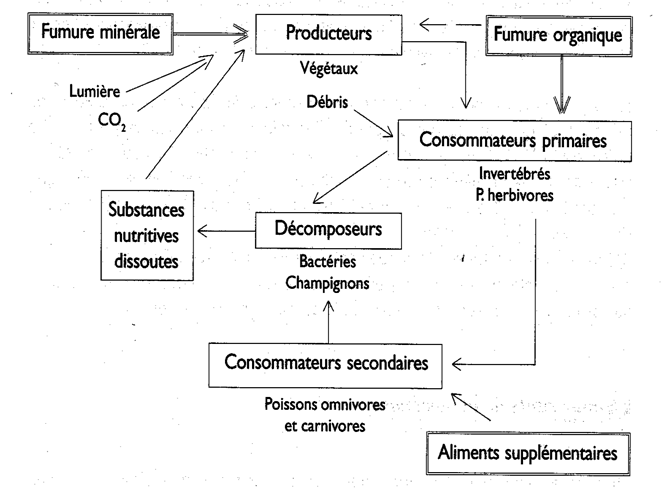 Fumure minérale
Producteurs
Fumure organique
Végétaux
Lumière
CO₂
Débris
Consommateurs primaires
Invertébrés
P. herbivores
Substances
nutritives
dissoutes
Décomposeurs
Bactéries
Champignons
Consommateurs secondaires
Poissons omnivores
et carnivores
Aliments supplémentaires